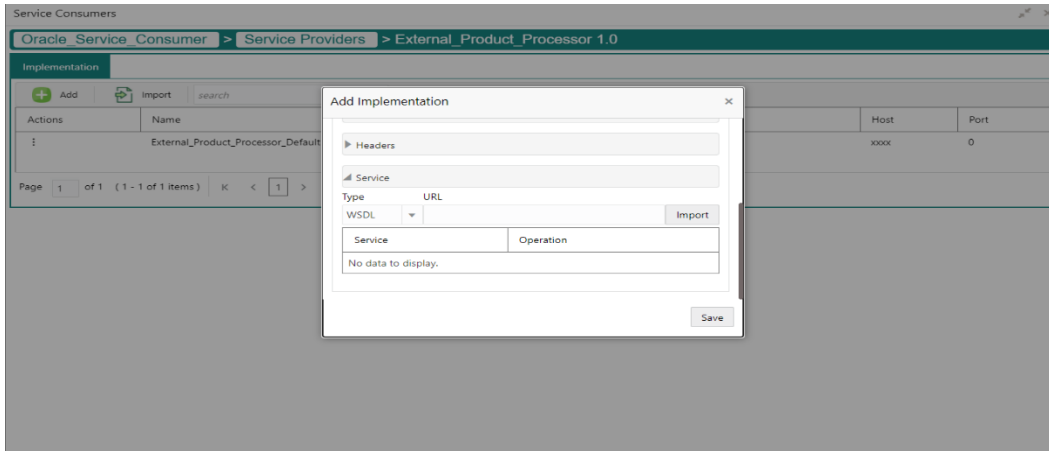 Service Consumers
Oracle_Service_Consumer > Service Providers > External_Product_Processor 1.0
Implementation
Add Import search
Actions Name Host Port
External_Product_Processor_Default xxxx 0
Page 1 of 1 (1 - 1 of 1 items) K < 1 >
Add Implementation ×
Headers
Service
Type URL
WSDL Import
Service Operation
No data to display.
Save